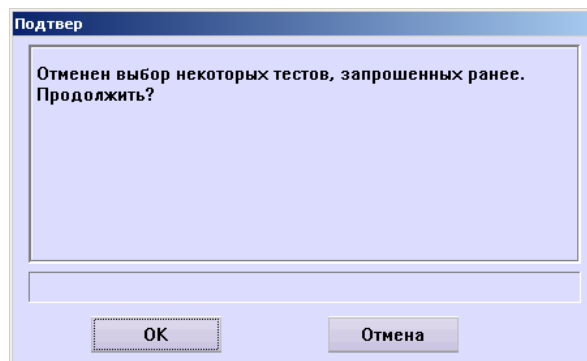 Подтвер
Отменен выбор некоторых тестов, запрошенных ранее.
Продолжить?
OK
Отмена